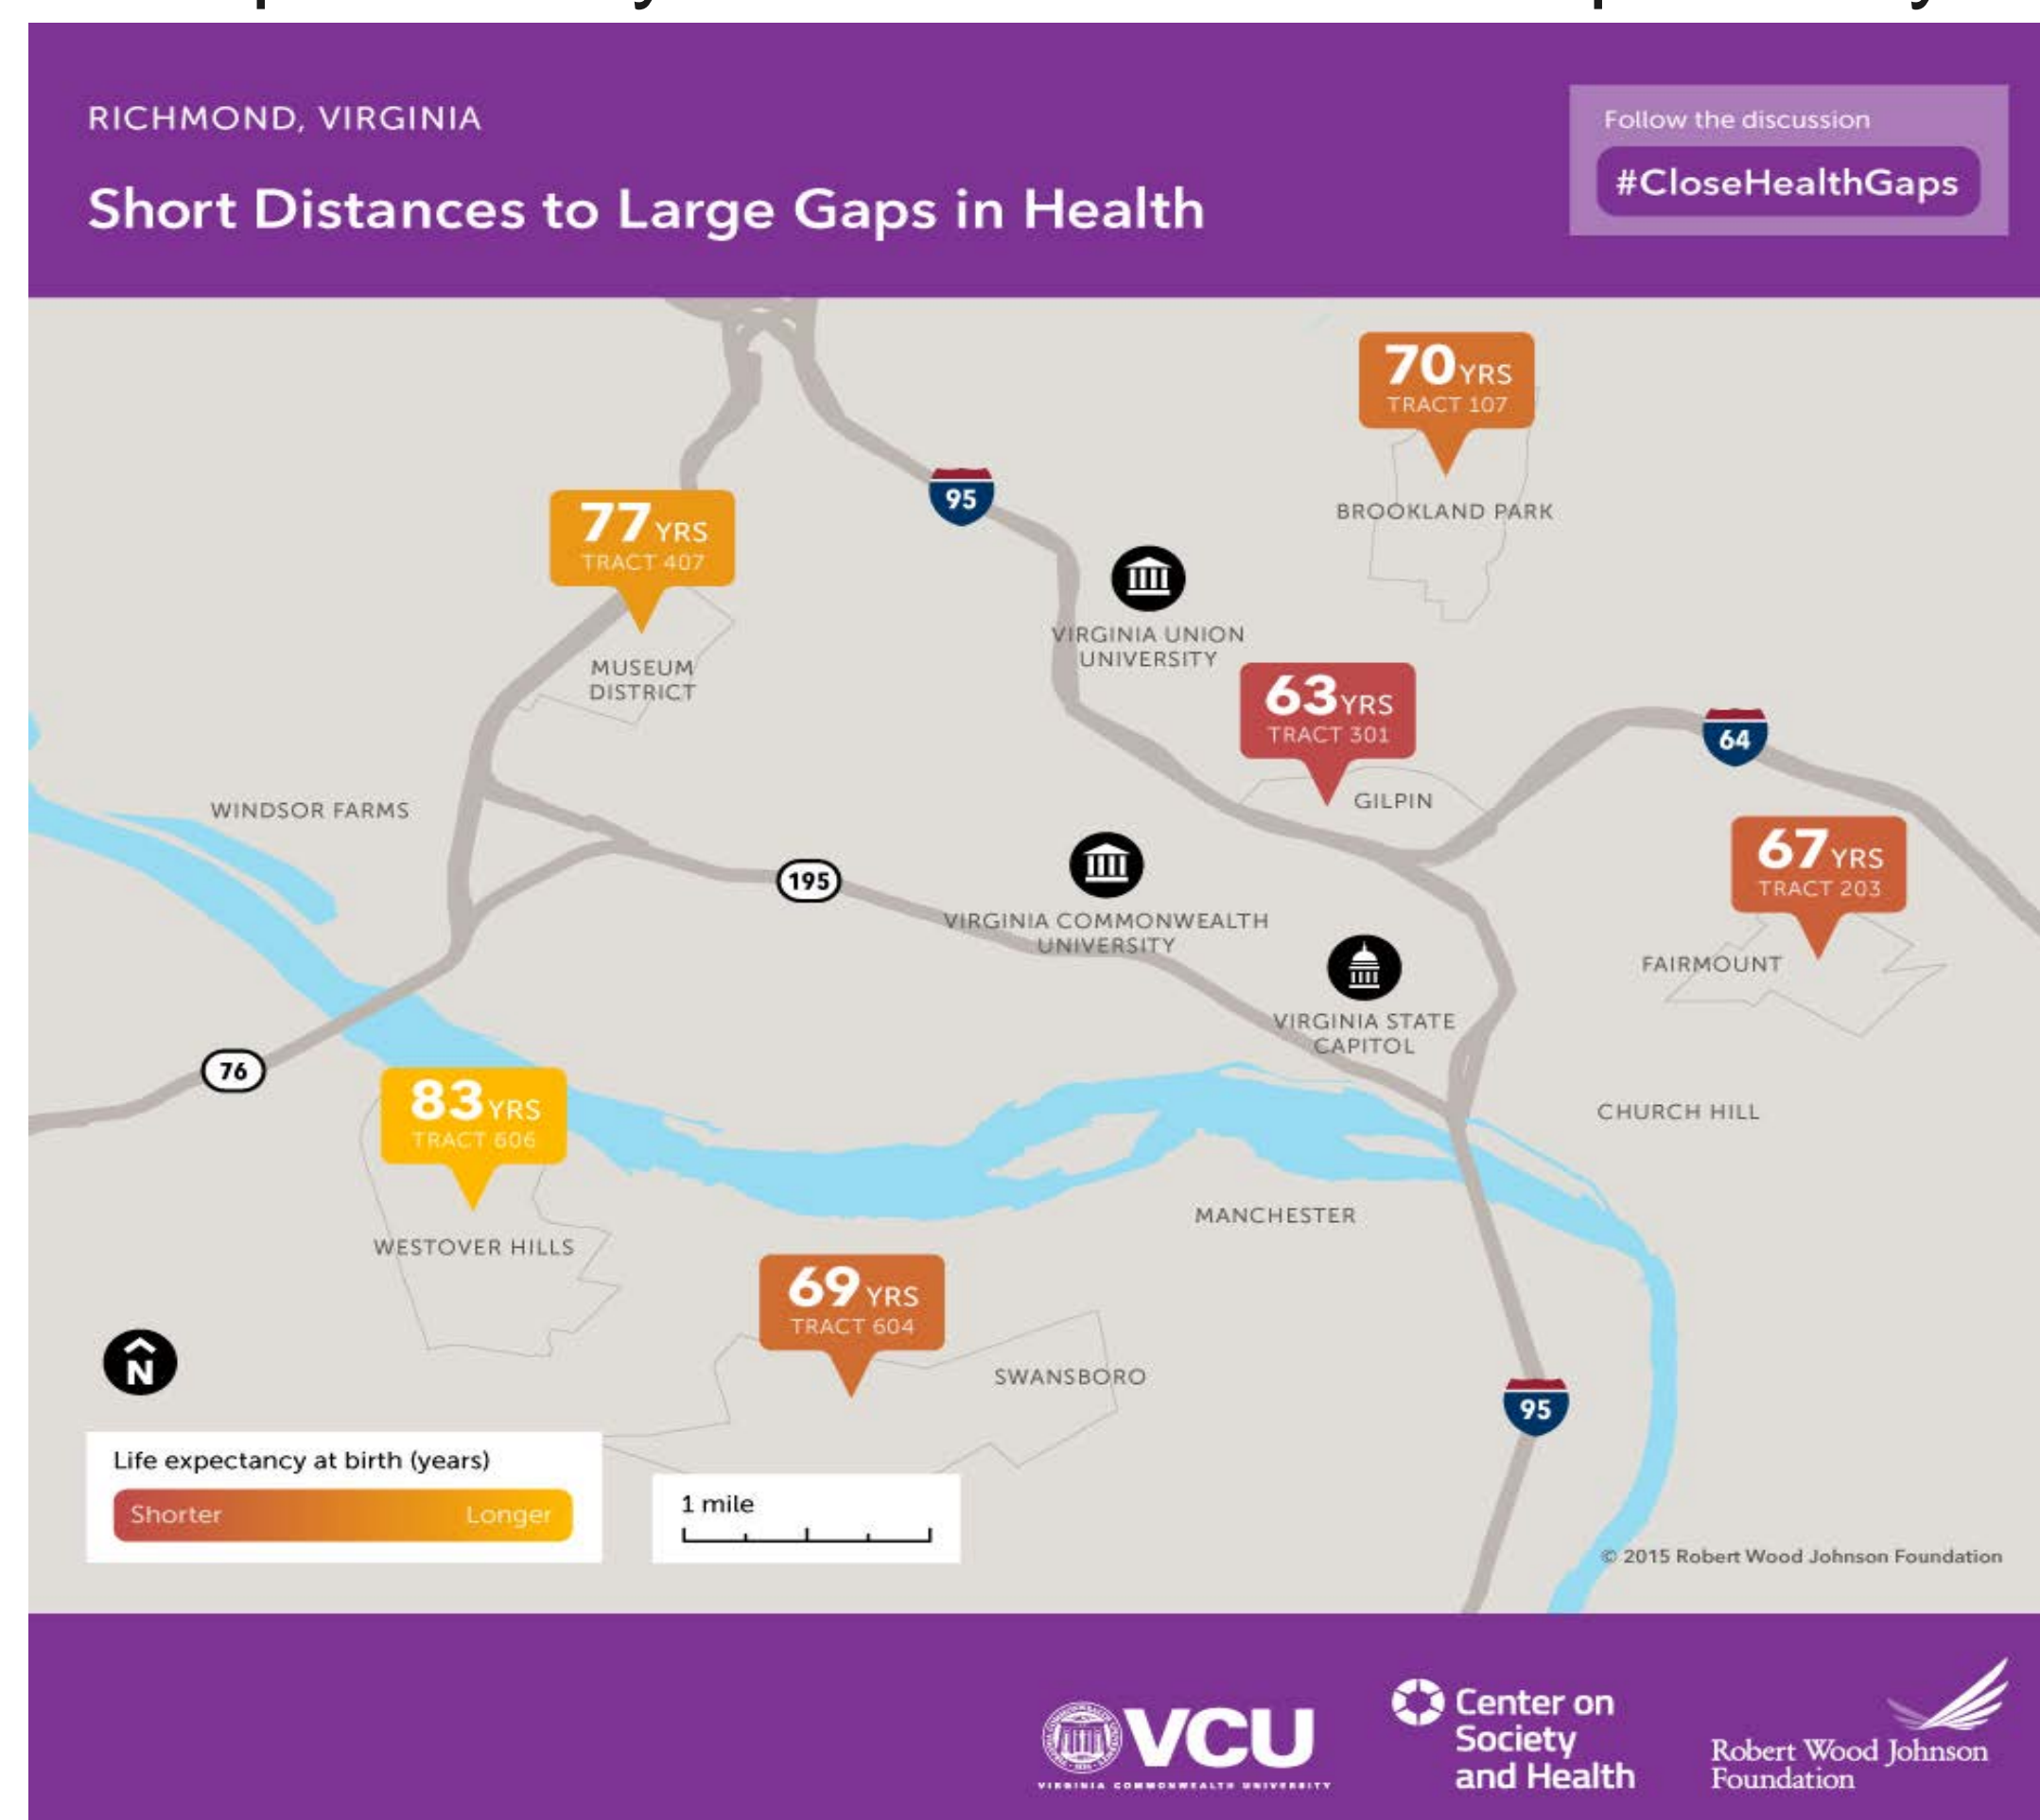 RICHMOND, VIRGINIA
Short Distances to Large Gaps in Health
Follow the discussion
#CloseHealthGaps
70 YRS
TRACT 107
BROOKLAND PARK
95
77 YRS
TRACT 407
MUSEUM
DISTRICT
VIRGINIA UNION
UNIVERSITY
63 YRS
TRACT 301
GILPIN
64
WINDSOR FARMS
67 YRS
TRACT 203
FAIRMOUNT
195
VIRGINIA COMMONWEALTH
UNIVERSITY
VIRGINIA STATE
CAPITOL
76
83 YRS
TRACT 606
WESTOVER HILLS
CHURCH HILL
MANCHESTER
69 YRS
TRACT 604
SWANSBORO
95
N
Life expectancy at birth (years)
Shorter
Longer
1 mile
© 2015 Robert Wood Johnson Foundation
VCU
VIRGINIA COMMONWEALTH UNIVERSITY
Center on
Society
and Health
Robert Wood Johnson
Foundation